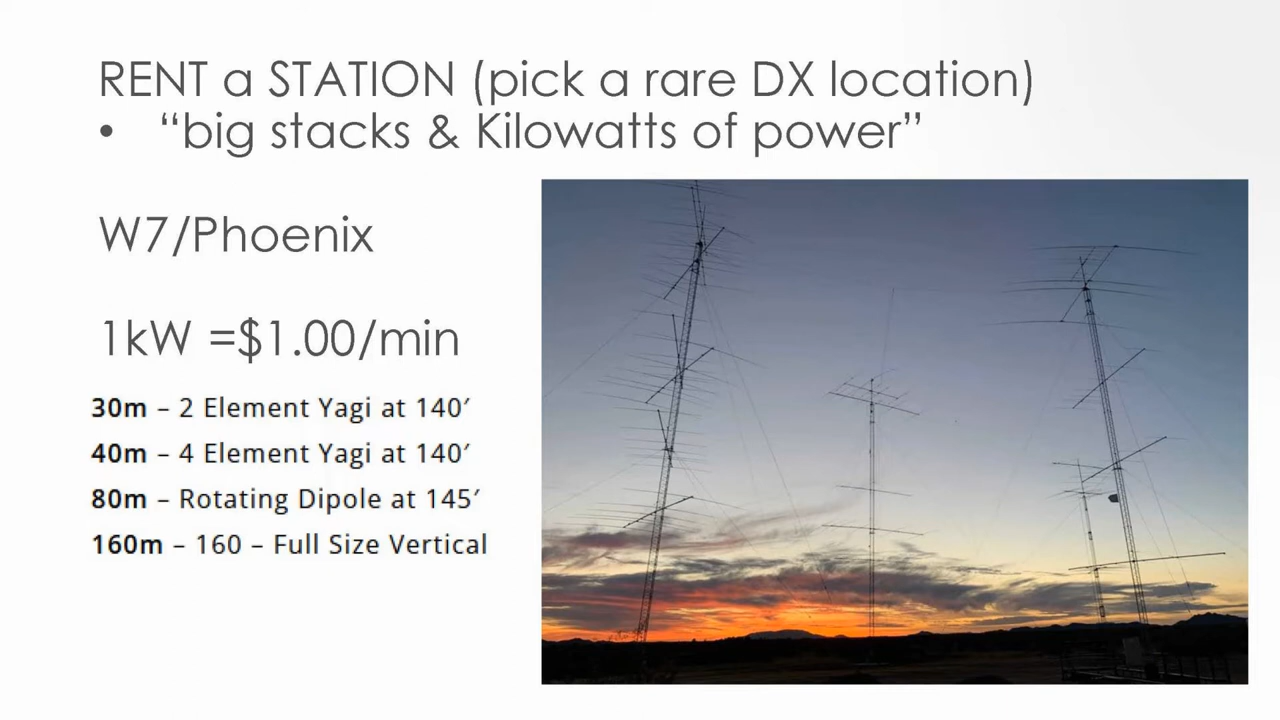 RENT a STATION (pick a rare DX location)
• “big stacks & Kilowatts of power”
W7/Phoenix
1kW =$1.00/min
30m – 2 Element Yagi at 140′
40m – 4 Element Yagi at 140′
80m – Rotating Dipole at 145′
160m – 160 – Full Size Vertical